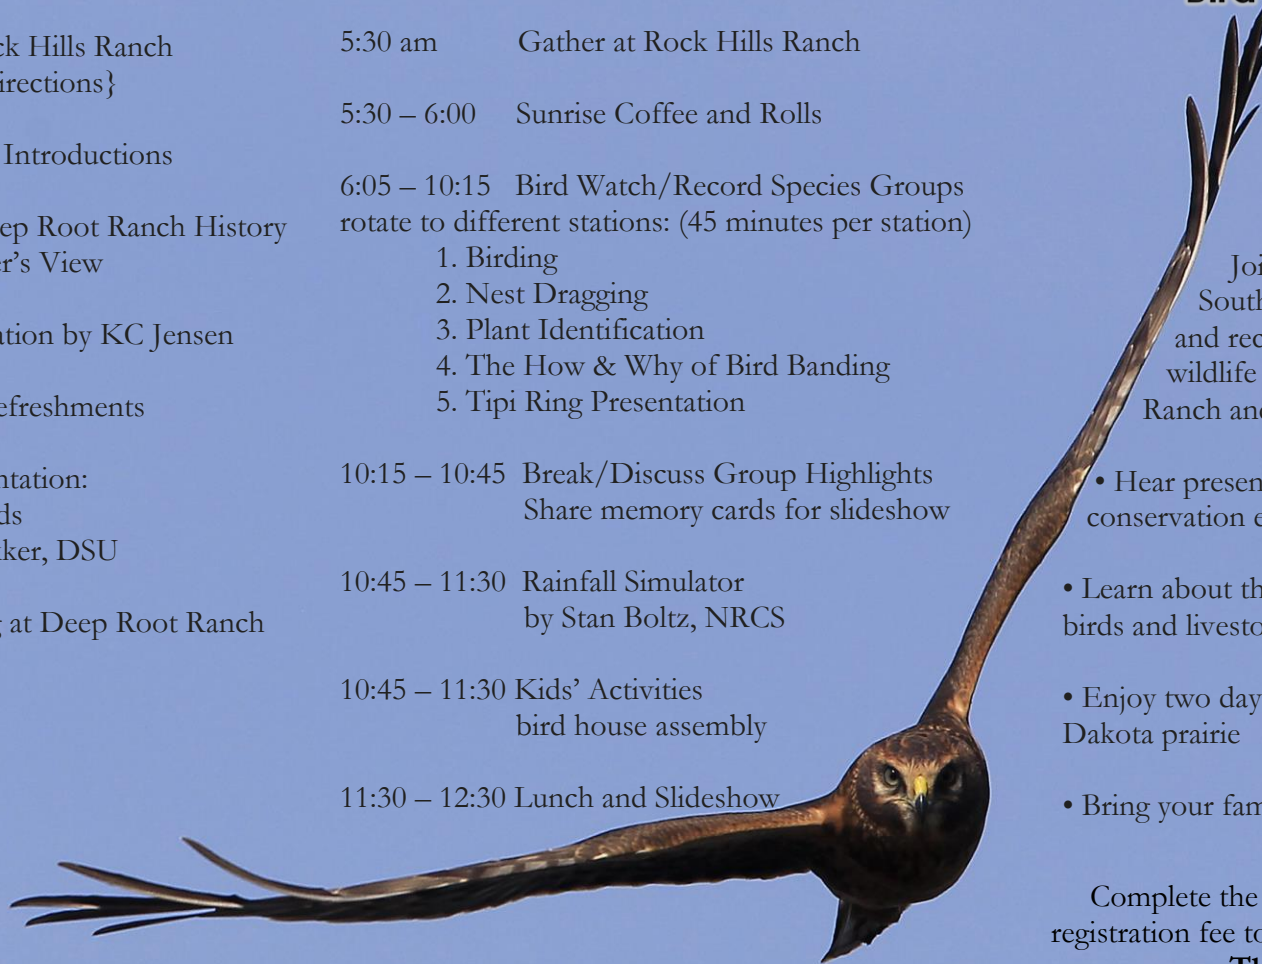 ck Hills Ranch
irections}
Introductions
ep Root Ranch History
er's View
ation by KC Jensen
efreshments
ntation:
ds
ker, DSU
g at Deep Root Ranch
5:30 am Gather at Rock Hills Ranch
5:30 – 6:00 Sunrise Coffee and Rolls
6:05 – 10:15 Bird Watch/Record Species Groups
rotate to different stations: (45 minutes per station)
1. Birding
2. Nest Dragging
3. Plant Identification
4. The How & Why of Bird Banding
5. Tipi Ring Presentation
10:15 – 10:45 Break/Discuss Group Highlights
Share memory cards for slideshow
10:45 – 11:30 Rainfall Simulator
by Stan Boltz, NRCS
10:45 – 11:30 Kids' Activities
bird house assembly
11:30 – 12:30 Lunch and Slideshow
Joi
South
and rec
wildlife
Ranch and
• Hear presen
conservation e
• Learn about th
birds and livesto
• Enjoy two day
Dakota prairie
• Bring your fam
Complete the
registration fee to